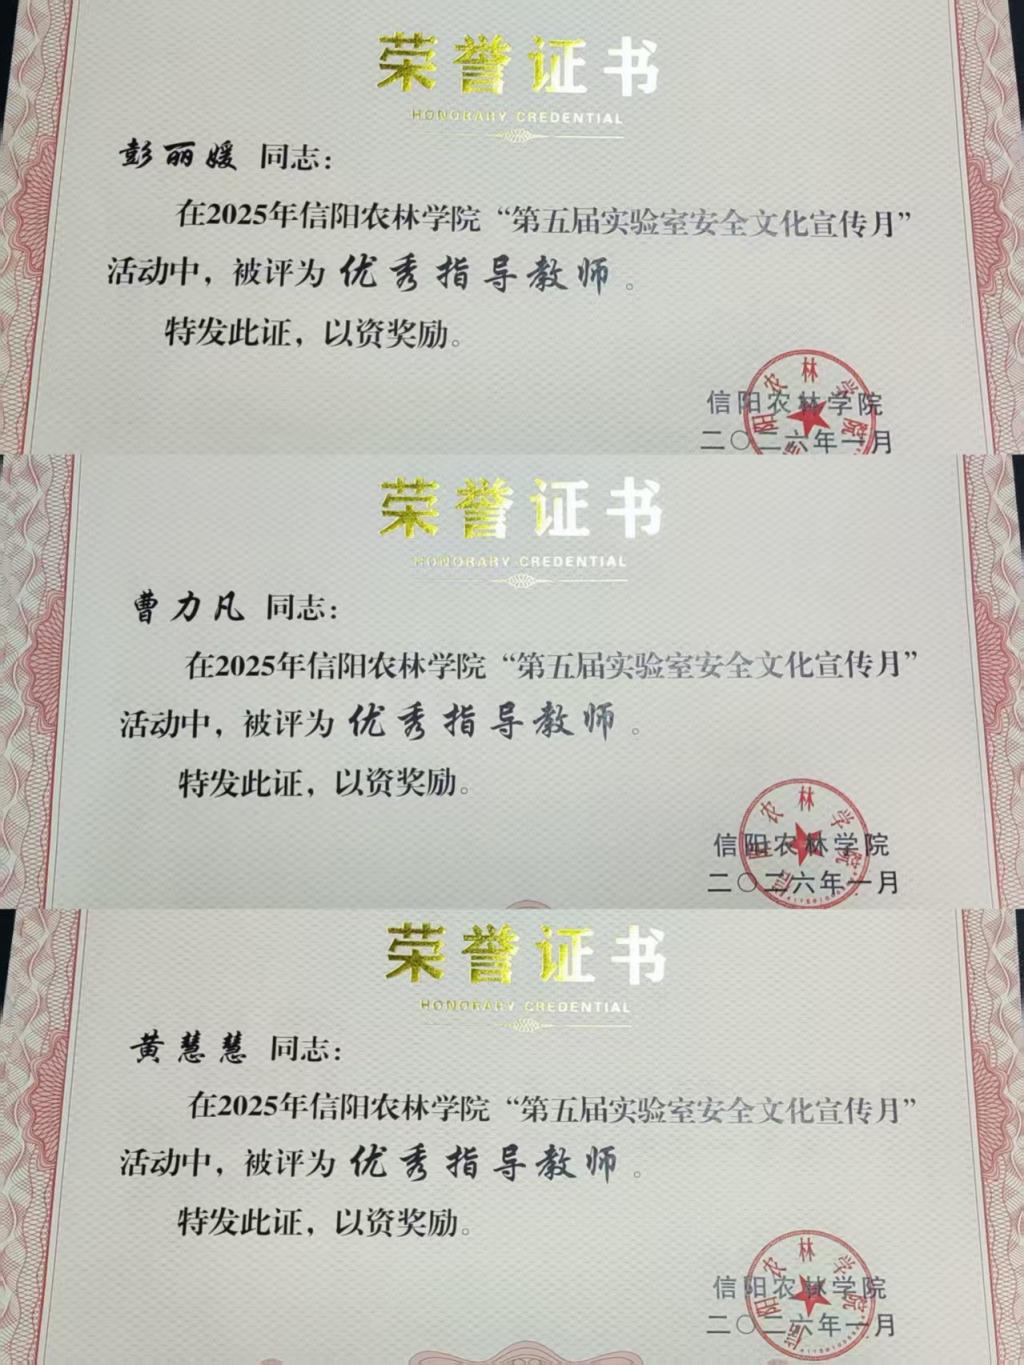 荣誉证书
HONORARY CREDENTIAL
彭丽媛 同志：
在2025年信阳农林学院“第五届实验室安全文化宣传月”
活动中，被评为 优秀指导教师 。
特发此证，以资奖励。
信阳农林学院
二〇二六年一月
荣誉证书
HONORARY CREDENTIAL
曹力凡 同志：
在2025年信阳农林学院“第五届实验室安全文化宣传月”
活动中，被评为 优秀指导教师 。
特发此证，以资奖励。
信阳农林学院
二〇二六年一月
荣誉证书
HONORARY CREDENTIAL
黄慧慧 同志：
在2025年信阳农林学院“第五届实验室安全文化宣传月”
活动中，被评为 优秀指导教师 。
特发此证，以资奖励。
信阳农林学院
二〇二六年一月